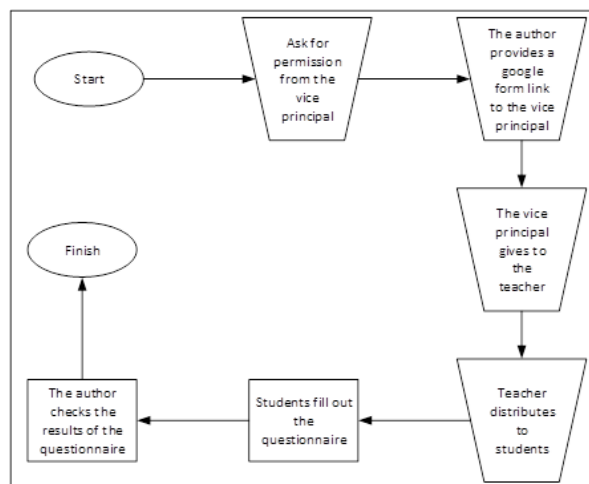 Start
Ask for
permission
from the
vice
principal
The author
provides a
google
form link
to the vice
principal
The vice
principal
gives to
the
teacher
Teacher
distributes
to
students
Students fill out
the
questionnaire
The author
checks the
results of the
questionnaire
Finish